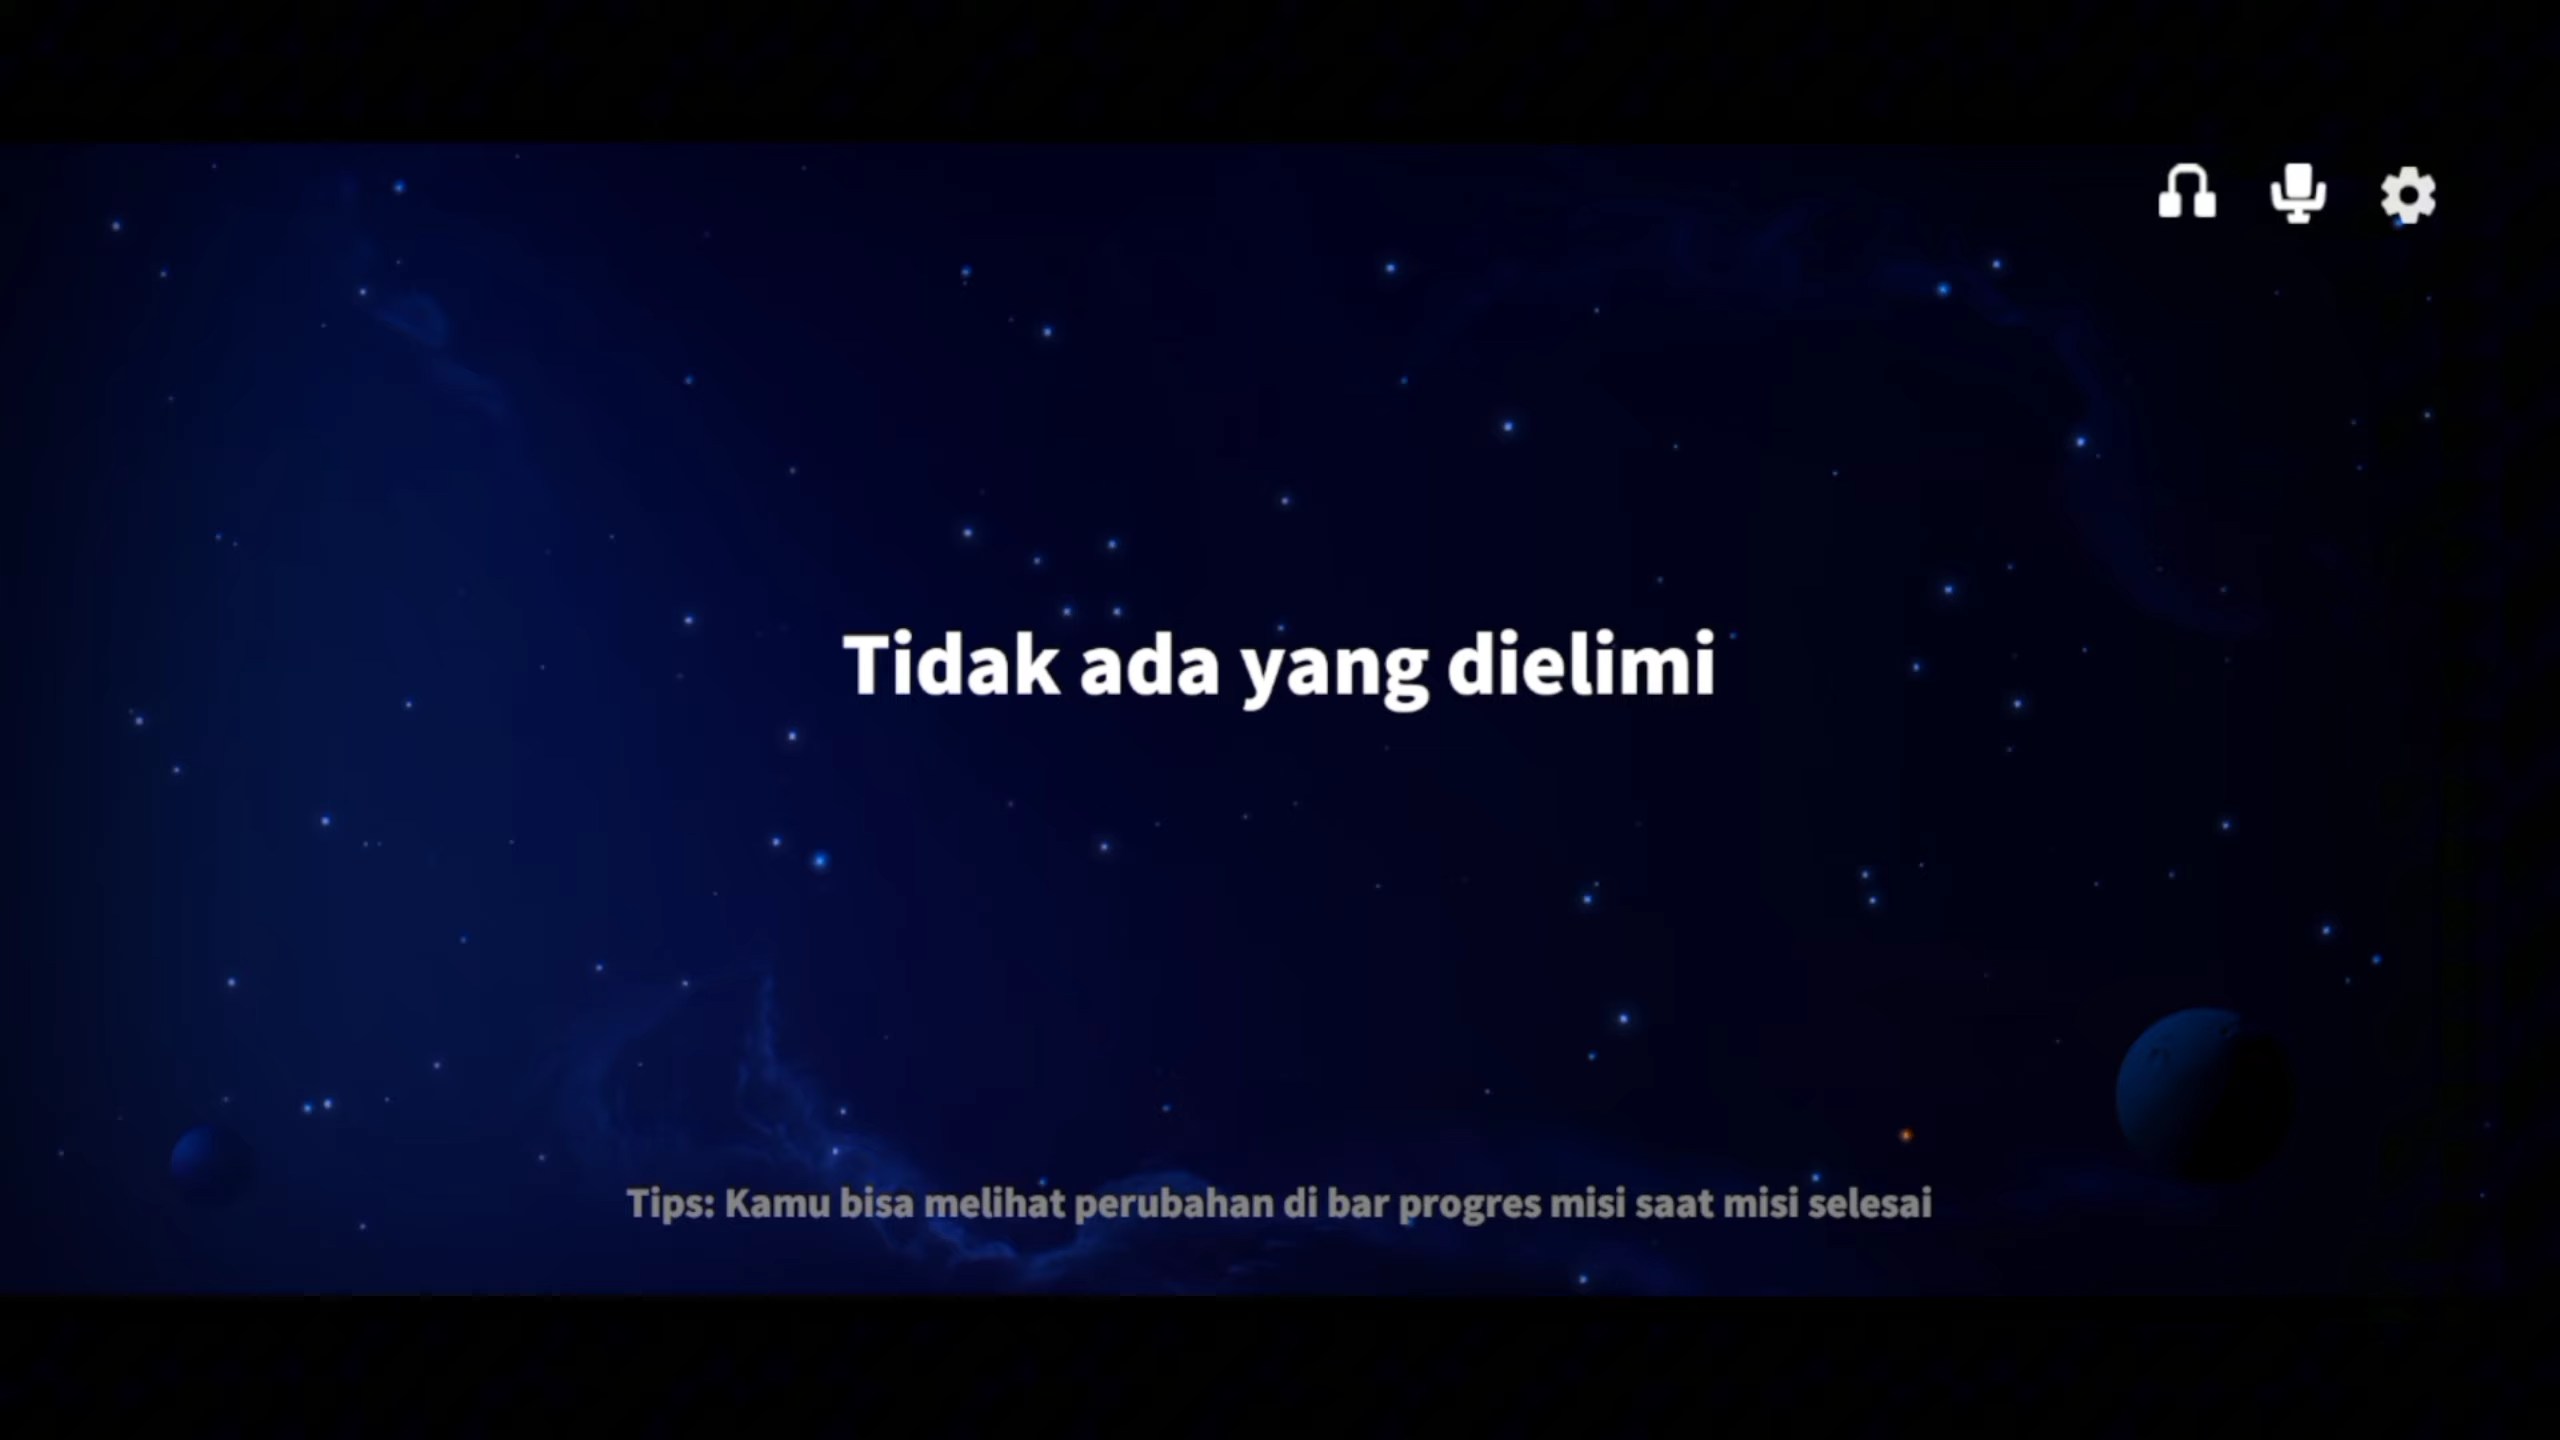 Tidak ada yang dielimi
Tips: Kamu bisa melihat perubahan di bar progres misi saat misi selesai